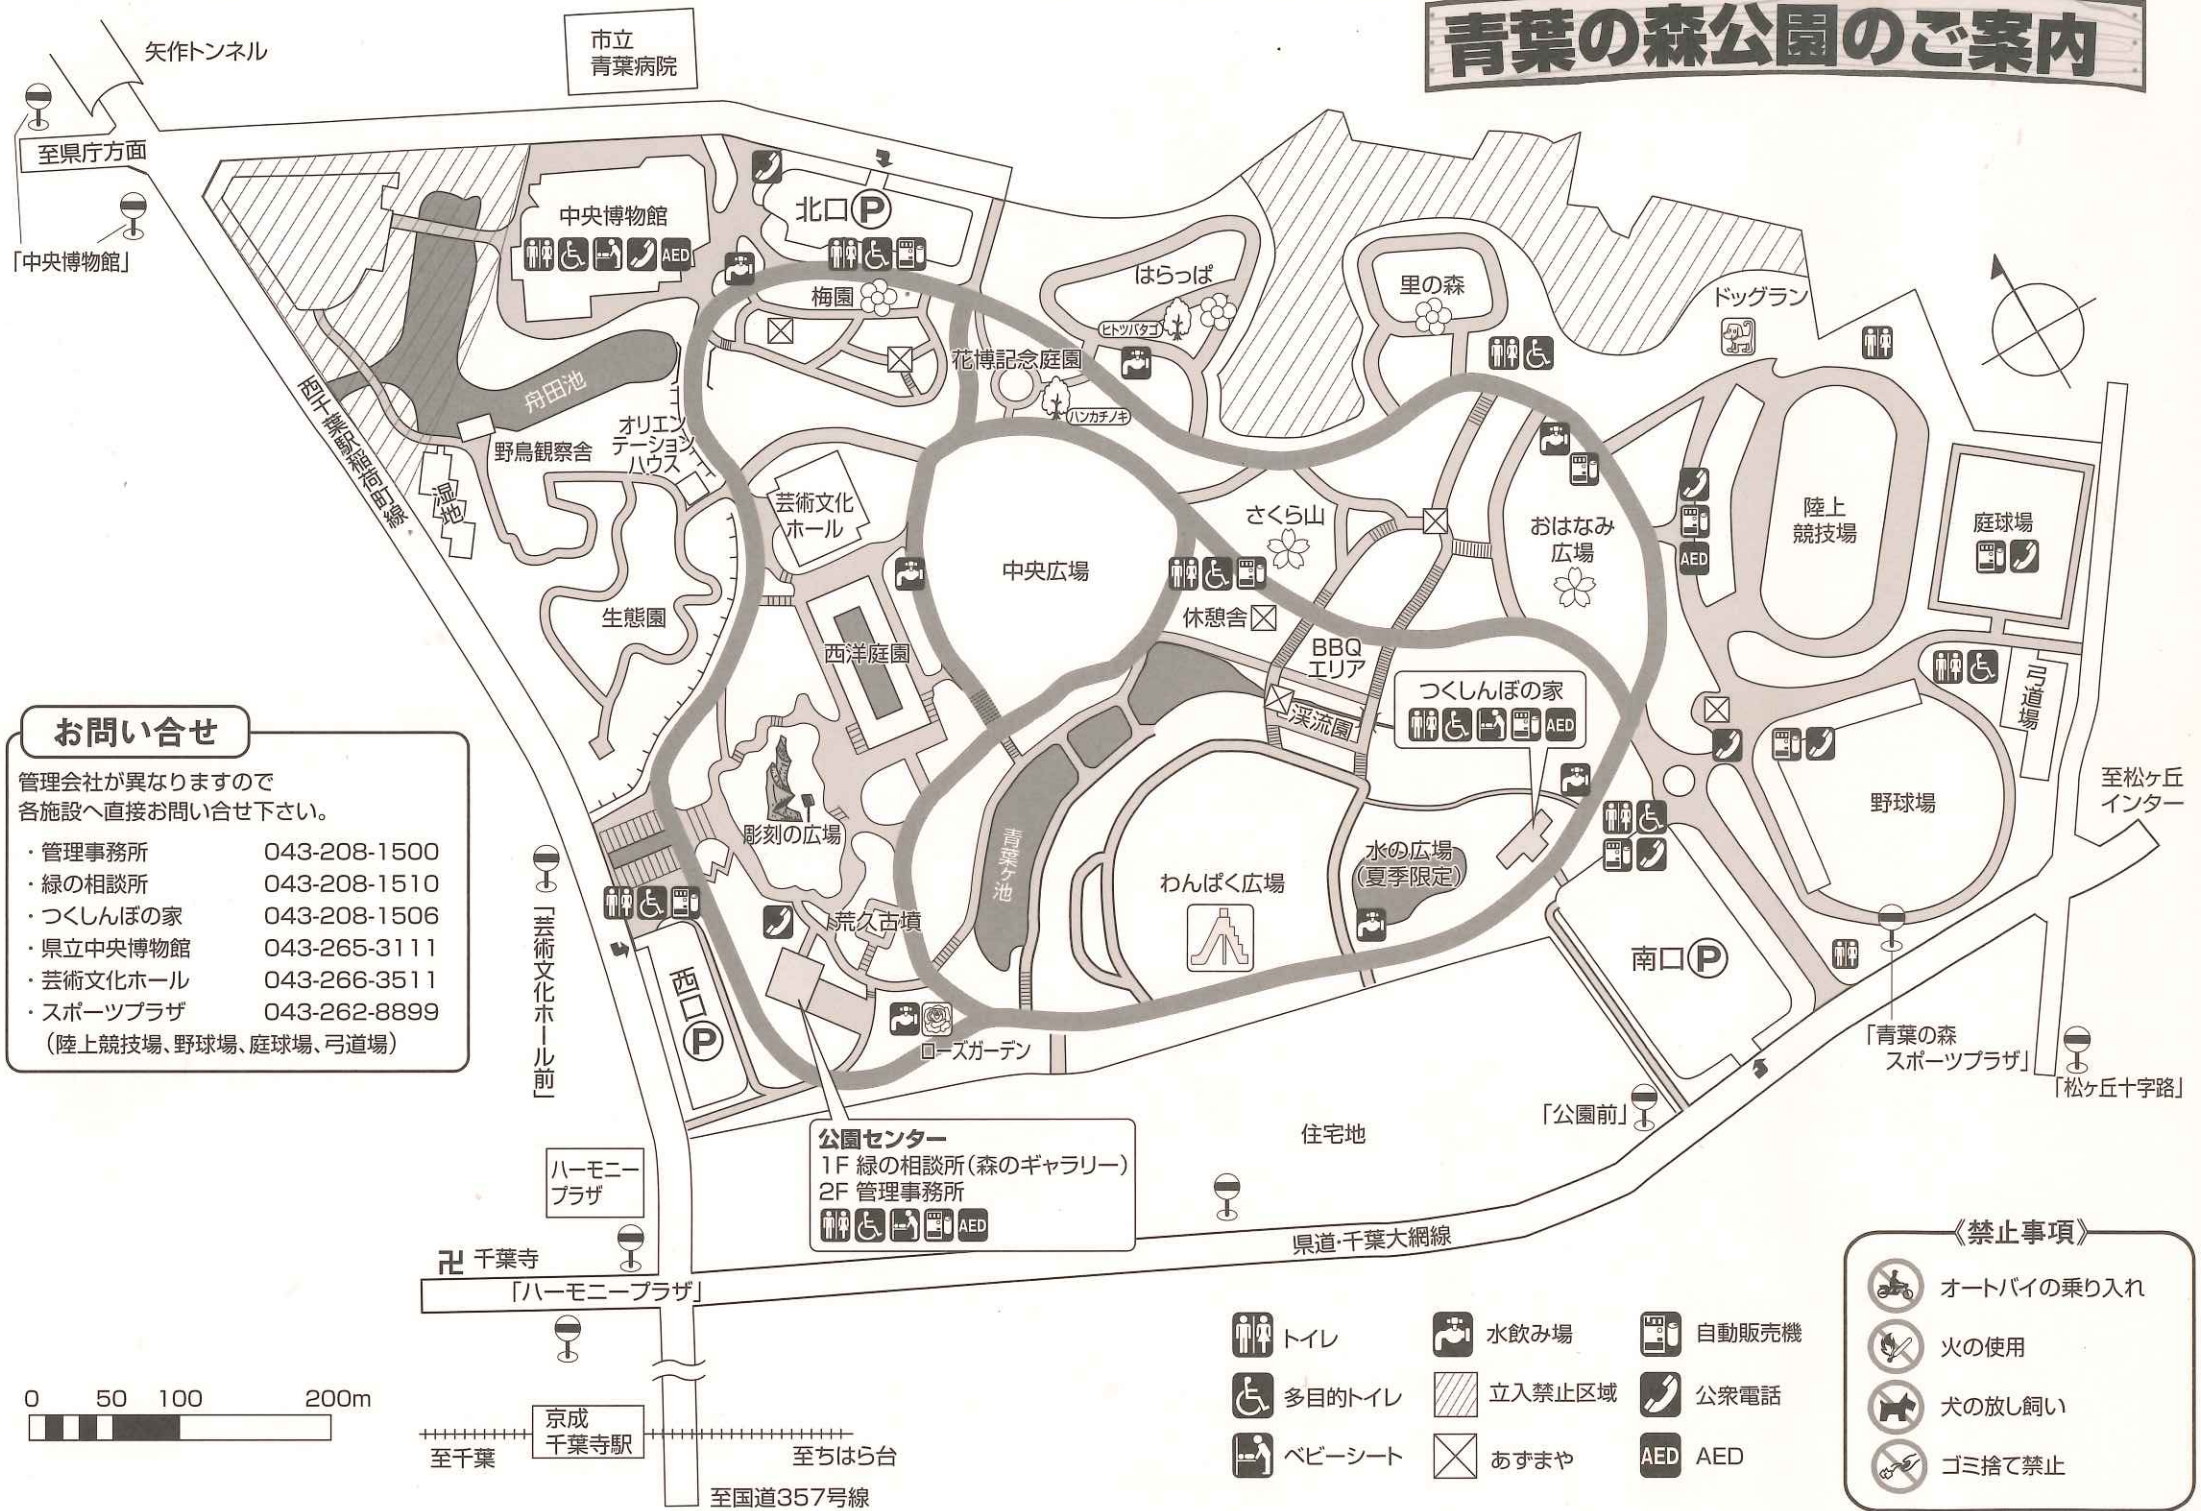 青葉の森公園のご案内
矢作トンネル
市立
青葉病院
至県庁方面
「中央博物館」
中央博物館
AED
北口 P
梅園
はらっぱ
ヒトツバタゴ
里の森
ドッグラン
花博記念庭園
ハンカチノキ
舟田池
西千葉駅稲荷町線
野鳥観察舎
オリエン
テーション
ハウス
湿地
芸術文化
ホール
中央広場
さくら山
おはなみ
広場
AED
陸上
競技場
庭球場
生態園
西洋庭園
休憩舎
BBQ
エリア
つくしんぼの家
AED
渓流園
弓道場
野球場
至松ヶ丘
インター
お問い合せ
管理会社が異なりますので
各施設へ直接お問い合せ下さい。
・管理事務所 043-208-1500
・緑の相談所 043-208-1510
・つくしんぼの家 043-208-1506
・県立中央博物館 043-265-3111
・芸術文化ホール 043-266-3511
・スポーツプラザ 043-262-8899
(陸上競技場、野球場、庭球場、弓道場)
彫刻の広場
青葉ヶ池
わんぱく広場
水の広場
(夏季限定)
荒久古墳
「芸術文化ホール前」
西口 P
ローズガーデン
南口 P
「青葉の森
スポーツプラザ」
「松ヶ丘十字路」
「公園前」
住宅地
公園センター
1F 緑の相談所(森のギャラリー)
2F 管理事務所
AED
ハーモニー
プラザ
卍 千葉寺
「ハーモニープラザ」
県道・千葉大網線
0 50 100 200m
京成
千葉寺駅
至千葉
至ちはら台
至国道357号線
トイレ
水飲み場
自動販売機
多目的トイレ
立入禁止区域
公衆電話
ベビーシート
あずまや
AED AED
《禁止事項》
オートバイの乗り入れ
火の使用
犬の放し飼い
ゴミ捨て禁止